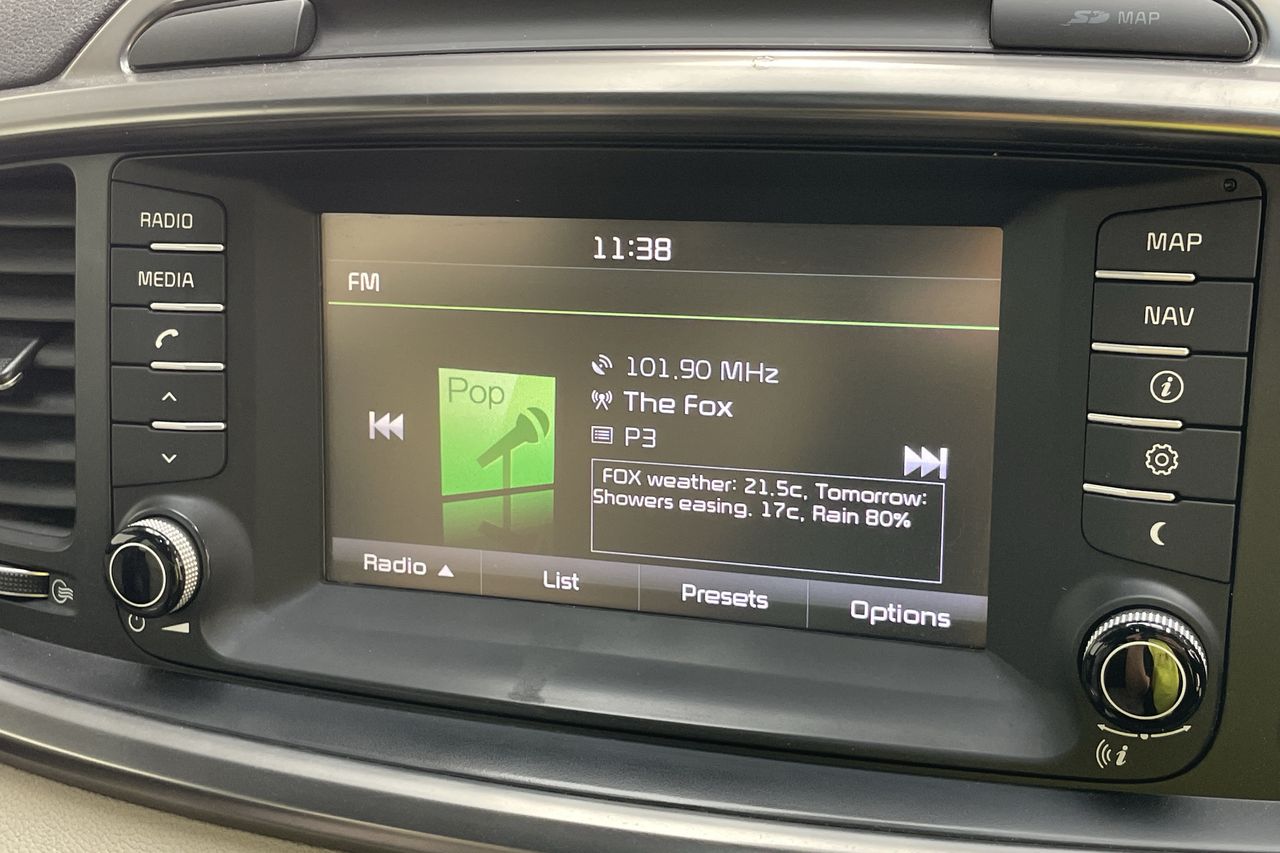 SD MAP
RADIO
MEDIA
11:38
FM
Pop
101.90 MHz
The Fox
P3
FOX weather: 21.5c, Tomorrow:
Showers easing. 17c, Rain 80%
Radio
List
Presets
Options
MAP
NAV
i
i